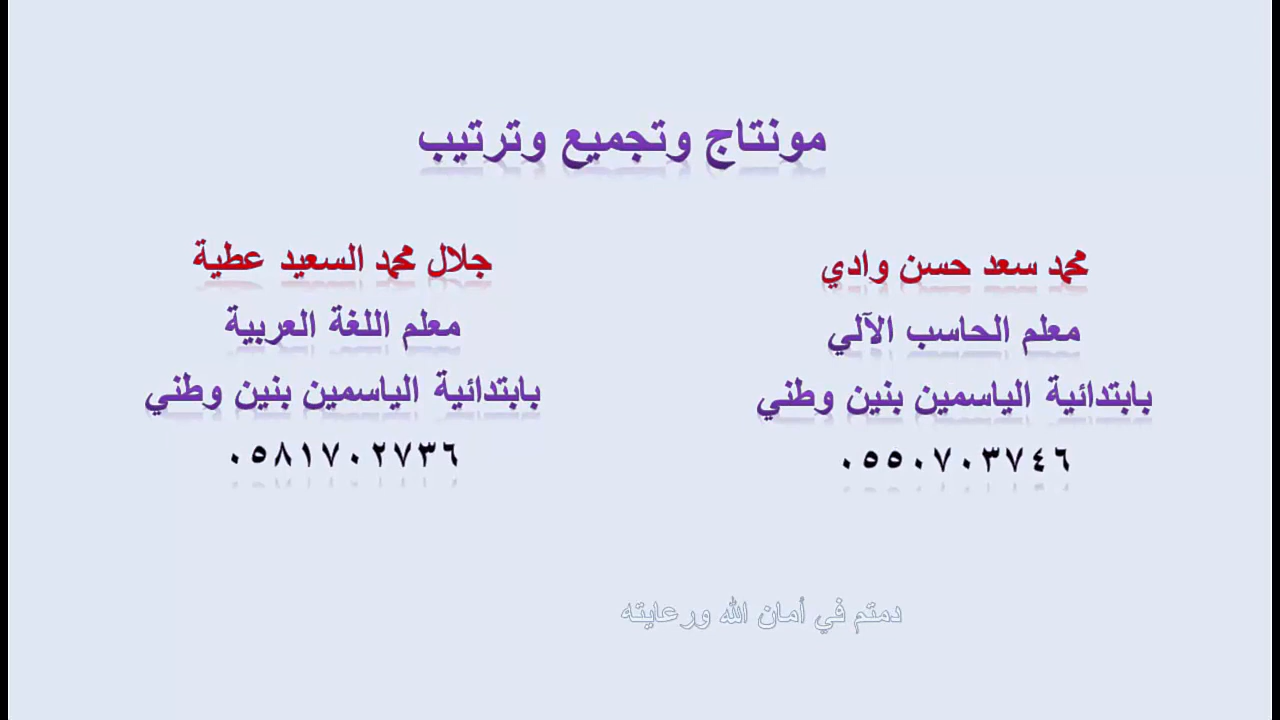 مونتاج وتجميع وترتيب
محمد سعد حسن وادي
معلم الحاسب الآلي
بابتدائية الياسمين بنين وطني
٠٥٥٠٧٠٣٧٤٦
جلال محمد السعيد عطية
معلم اللغة العربية
بابتدائية الياسمين بنين وطني
٠٥٨١٧٠٢٧٣٦
دمتم في أمان الله ورعايته